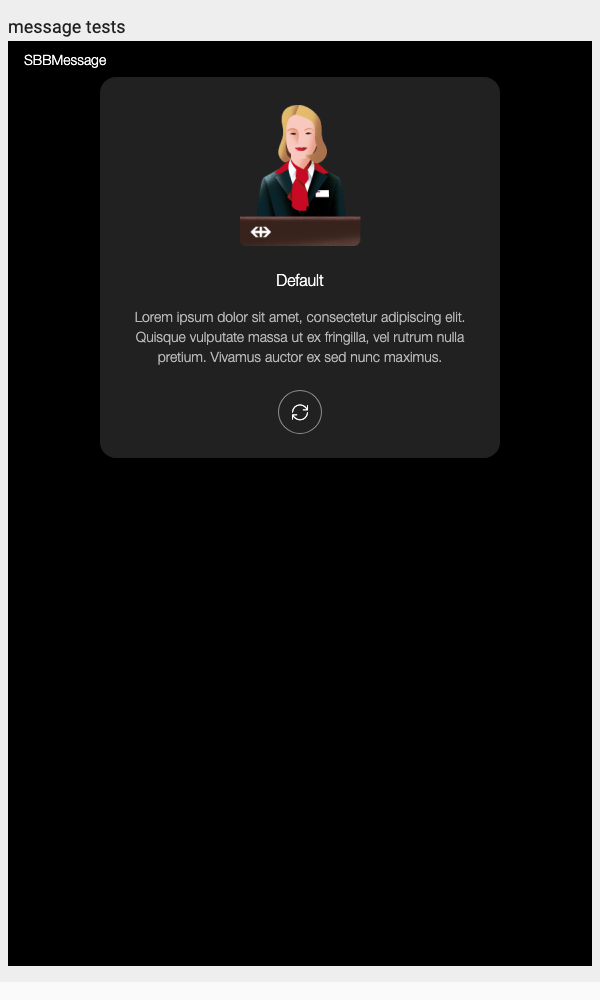 message tests
SBBMessage
Default
Lorem ipsum dolor sit amet, consectetur adipiscing elit.
Quisque vulputate massa ut ex fringilla, vel rutrum nulla
pretium. Vivamus auctor ex sed nunc maximus.